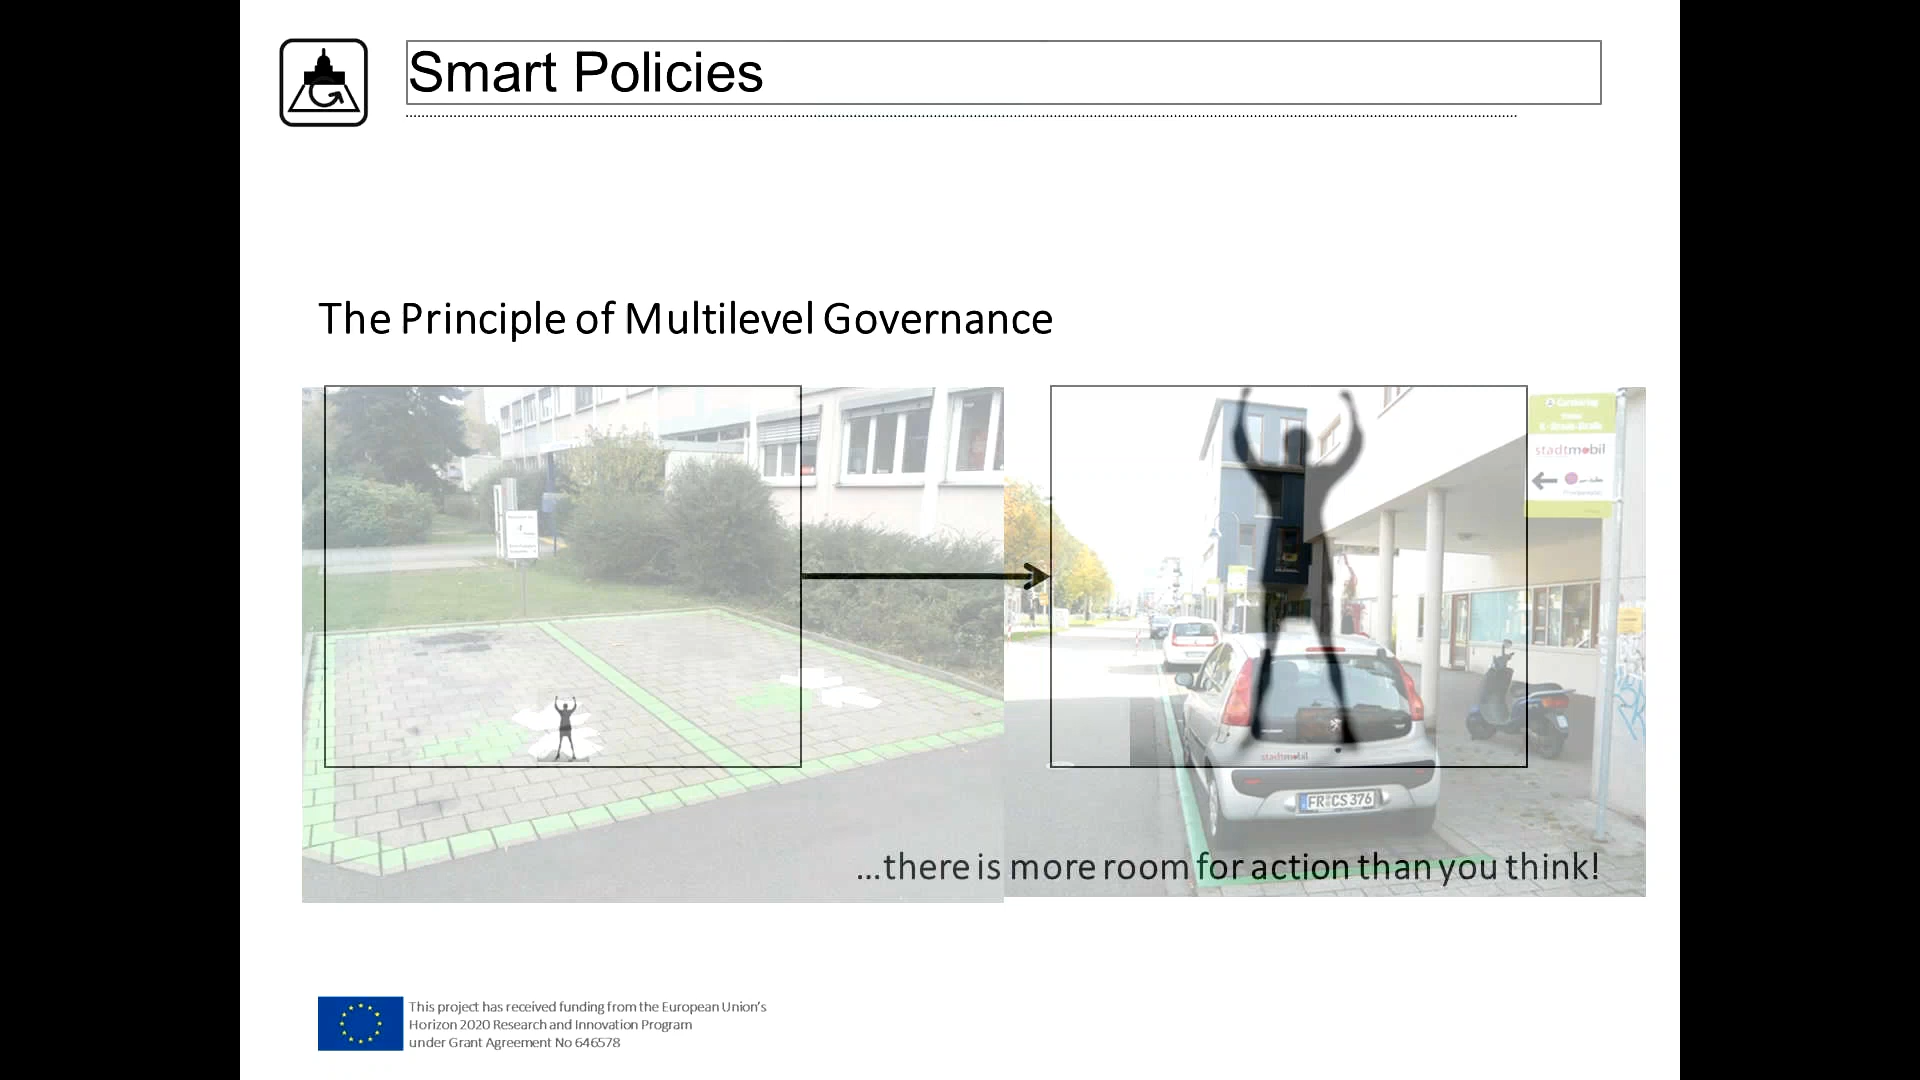 Smart Policies
The Principle of Multilevel Governance
Carsharing
stadtmobil
stadtmobil
FR CS 376
...there is more room for action than you think!
This project has received funding from the European Union's
Horizon 2020 Research and Innovation Program
under Grant Agreement No 646578